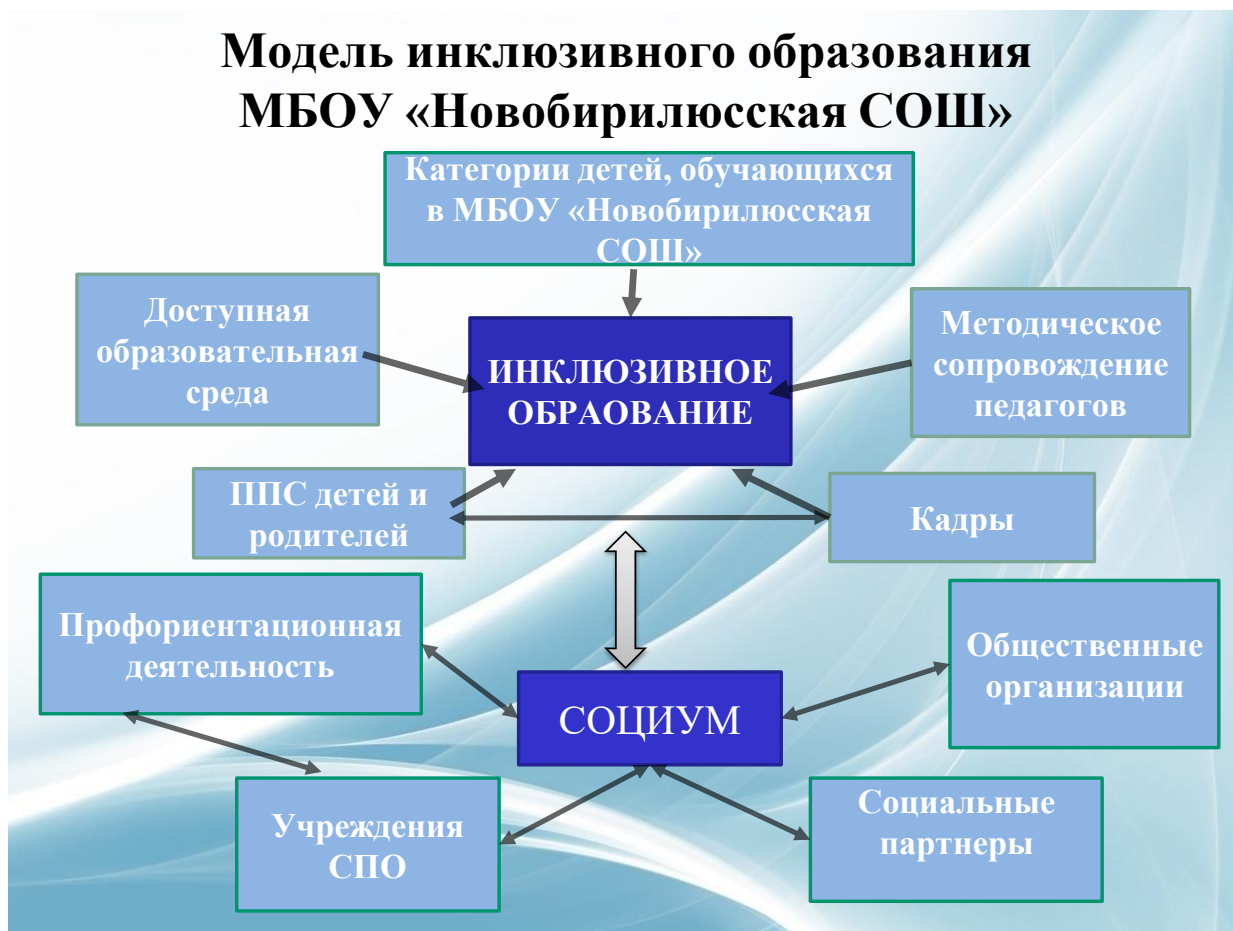 Модель инклюзивного образования
МБОУ «Новобирилюсская СОШ»
Категории детей, обучающихся
в МБОУ «Новобирилюсская
СОШ»
Доступная
образовательная
среда
ИНКЛЮЗИВНОЕ
ОБРАОВАНИЕ
Методическое
сопровождение
педагогов
ППС детей и
родителей
Кадры
Профориентационная
деятельность
СОЦИУМ
Общественные
организации
Учреждения
СПО
Социальные
партнеры